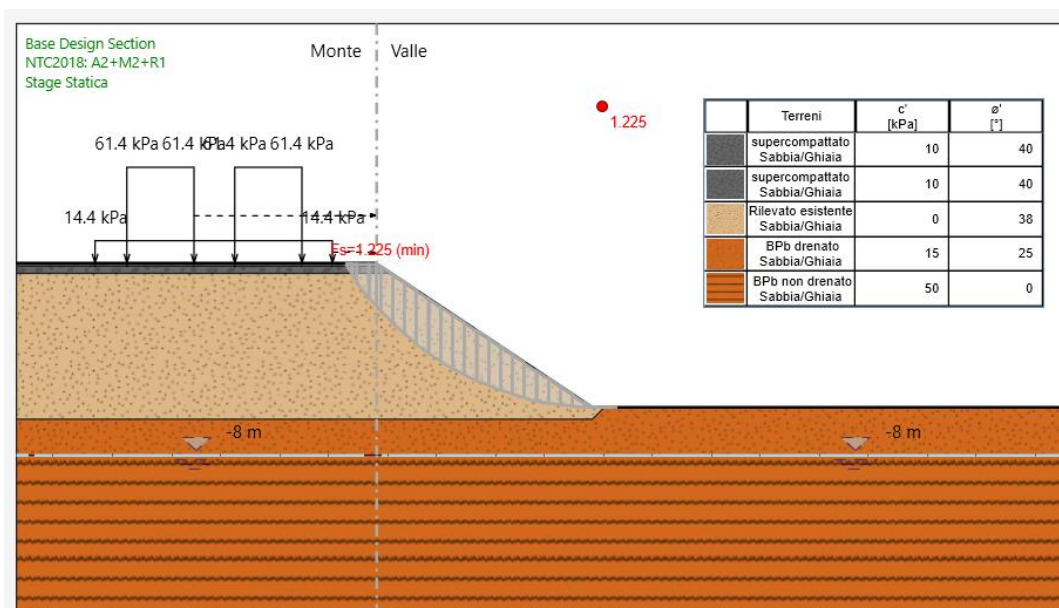 Base Design Section
NTC2018: A2+M2+R1
Stage Statica
Monte
Valle
1.225
61.4 kPa
61.4 kPa
61.4 kPa
61.4 kPa
14.4 kPa
14.4 kPa
Fs=1.225 (min)
Terreni c' [kPa] ø' [°]
supercompattato Sabbia/Ghiaia 10 40
supercompattato Sabbia/Ghiaia 10 40
Rilevato esistente Sabbia/Ghiaia 0 38
BPb drenato Sabbia/Ghiaia 15 25
BPb non drenato Sabbia/Ghiaia 50 0
-8 m
-8 m